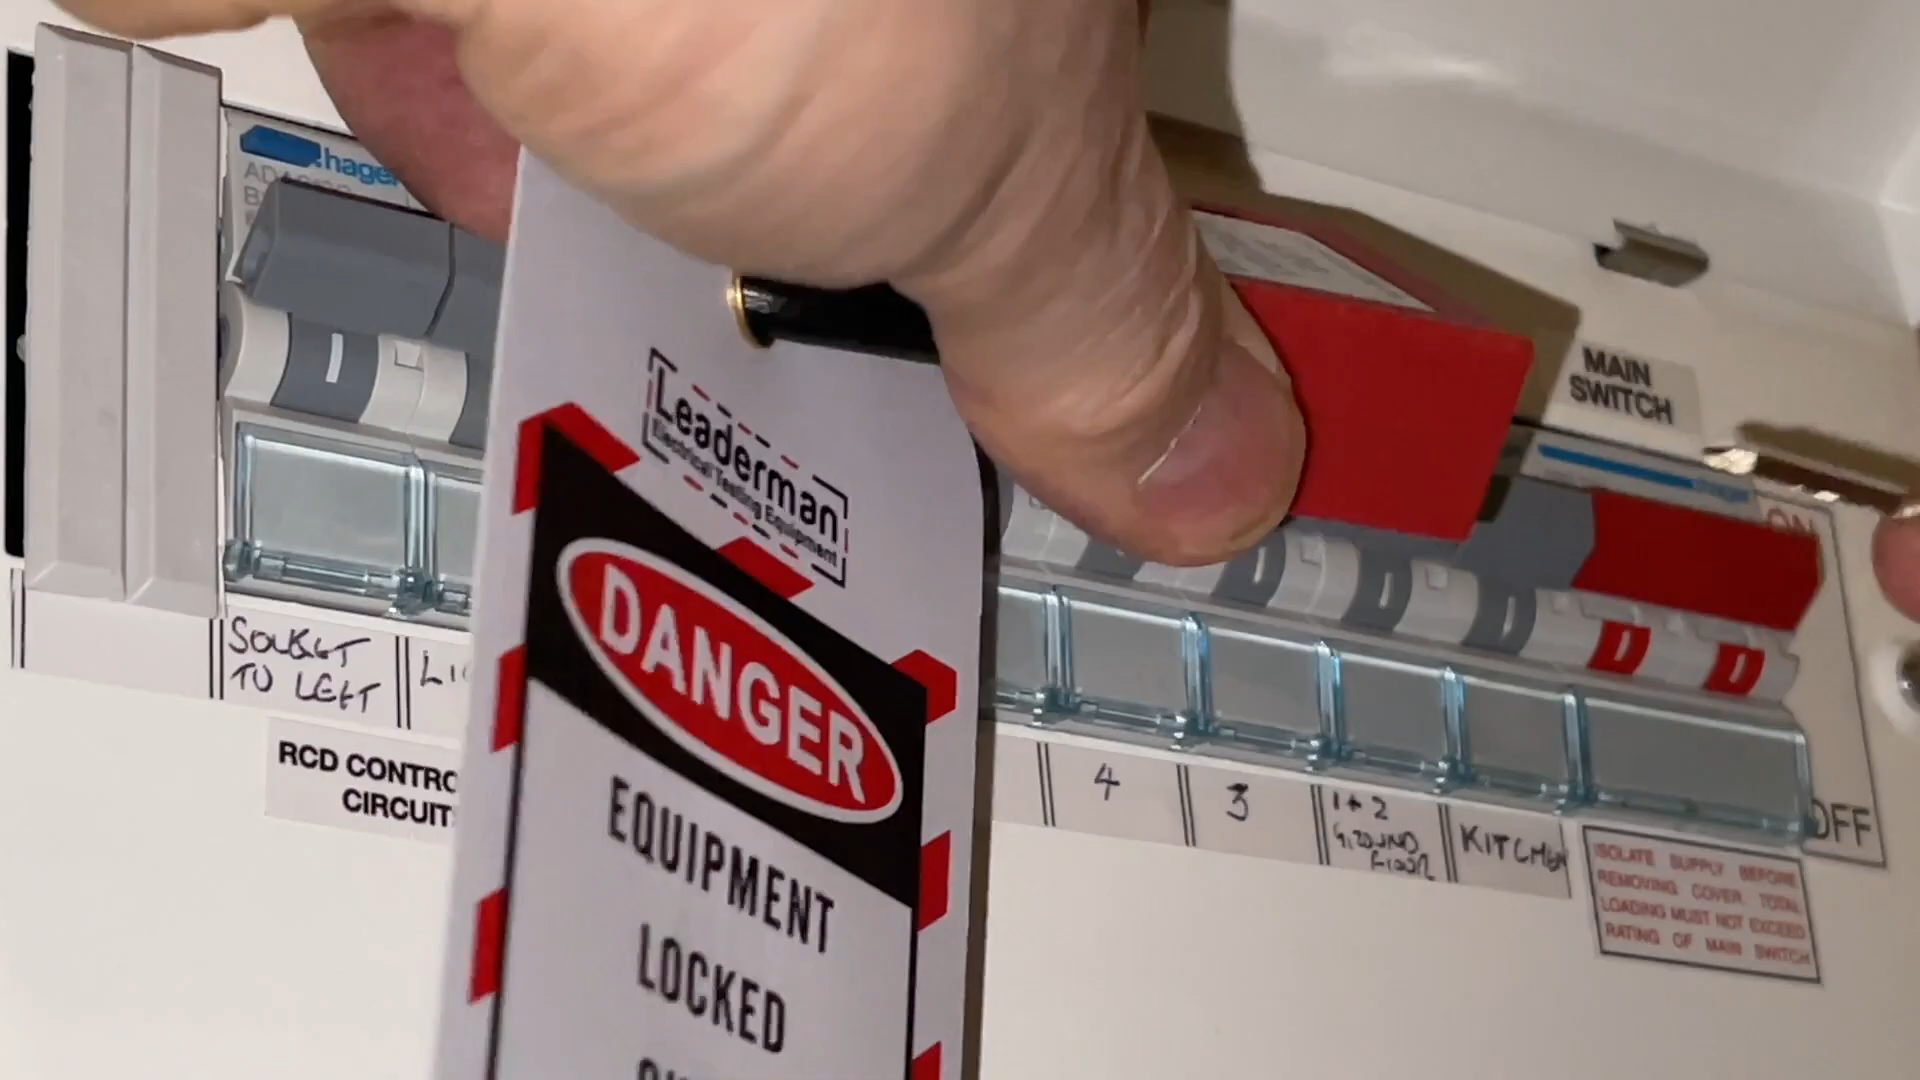 hager
MAIN
SWITCH
ON
Leaderman
Electrical Testing Equipment
DANGER
EQUIPMENT
LOCKED
SOCKET
TO LEFT
RCD CONTRO
CIRCUIT
4
3
1+2
GROUND
FLOOR
KITCHEN
OFF
ISOLATE SUPPLY BEFORE
REMOVING COVER. TOTAL
LOADING MUST NOT EXCEED
RATING OF MAIN SWITCH